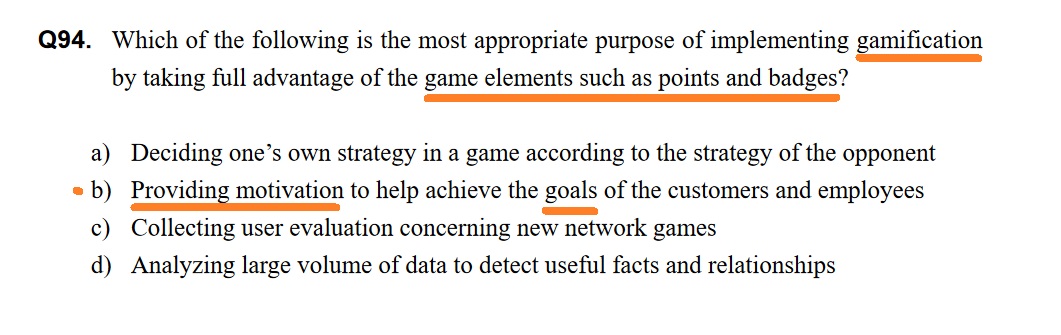 Q94. Which of the following is the most appropriate purpose of implementing gamification
by taking full advantage of the game elements such as points and badges?
a) Deciding one’s own strategy in a game according to the strategy of the opponent
b) Providing motivation to help achieve the goals of the customers and employees
c) Collecting user evaluation concerning new network games
d) Analyzing large volume of data to detect useful facts and relationships